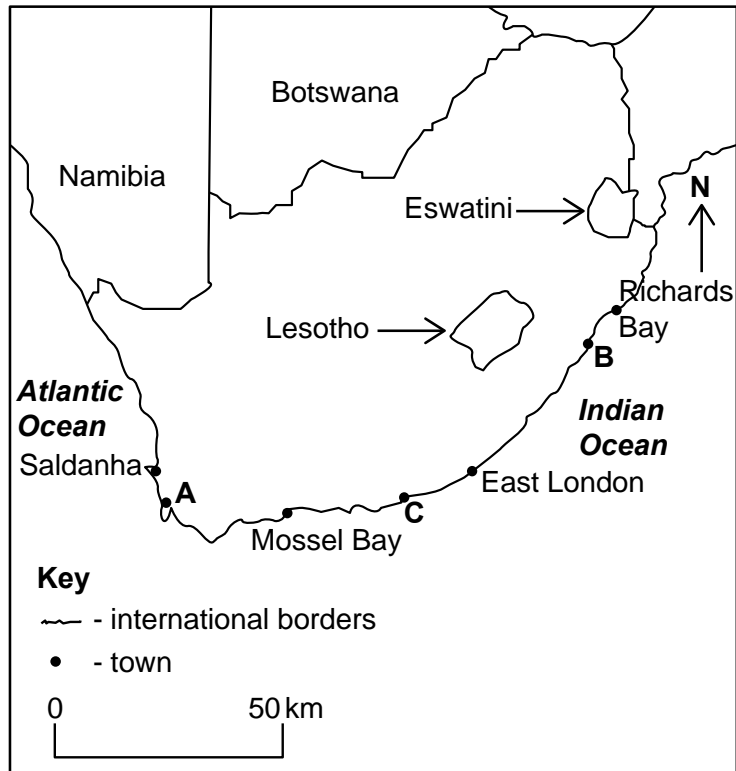 Botswana
Namibia
N
Eswatini
Richards
Bay
Lesotho
B
Atlantic
Ocean
Indian
Ocean
Saldanha
East London
A
C
Mossel Bay
Key
- international borders
- town
0 50 km